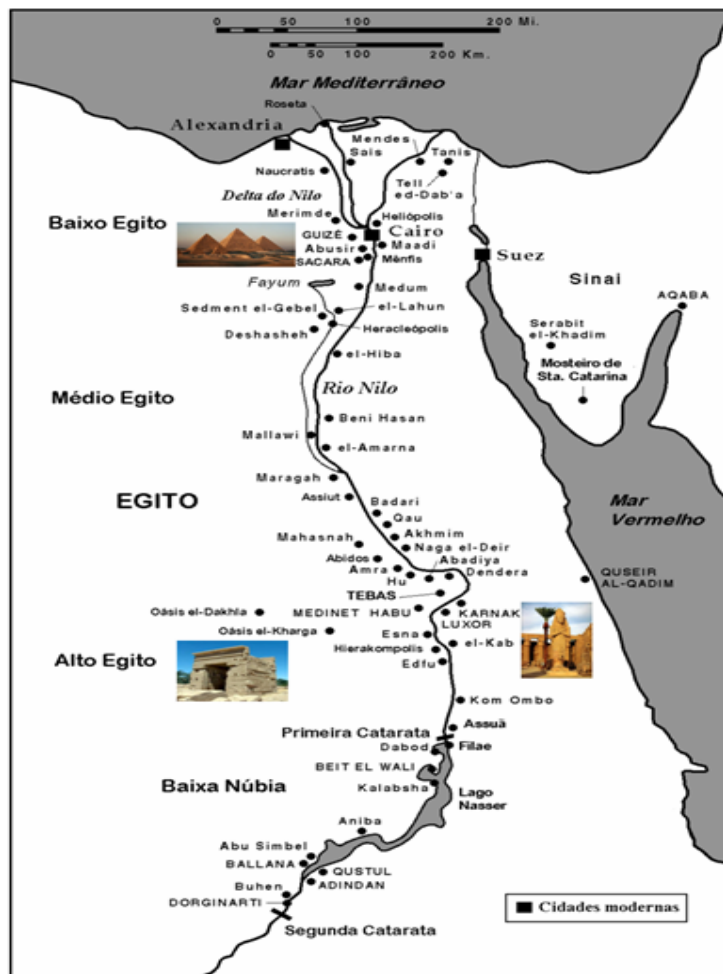 0 50 100 200 Mi.
0 50 100 200 Km.
Mar Mediterrâneo
Roseta
Alexandria
Mendes
Sais
Tanis
Naucratis
Tell
ed-Dab'a
Delta do Nilo
Merimde
Heliópolis
Baixo Egito
GUIZÉ
Cairo
Abusir
Maadi
SACARA
Mênfis
Suez
Sinai
Fayum
Medum
AQABA
Sedment el-Gebel
el-Lahun
Serabit
el-Khadim
Deshasheh
Heracleópolis
el-Hiba
Mosteiro de
Sta. Catarina
Rio Nilo
Médio Egito
Beni Hasan
Mallawi
el-Amarna
Maragah
EGITO
Assiut
Badari
Mar
Vermelho
Qau
Akhmim
Mahasnah
Naga el-Deir
Abidos
Abadiya
Amra
Dendera
Hu
QUSEIR
AL-QADIM
TEBAS
Oásis el-Dakhla
MEDINET HABU
KARNAK
LUXOR
Oásis el-Kharga
Esna
el-Kab
Alto Egito
Hierakompolis
Edfu
Kom Ombo
Assuã
Primeira Catarata
Filae
Dabod
BEIT EL WALI
Baixa Núbia
Kalabsha
Lago
Nasser
Aniba
Abu Simbel
BALLANA
QUSTUL
ADINDAN
Buhen
DORGINARTI
Cidades modernas
Segunda Catarata